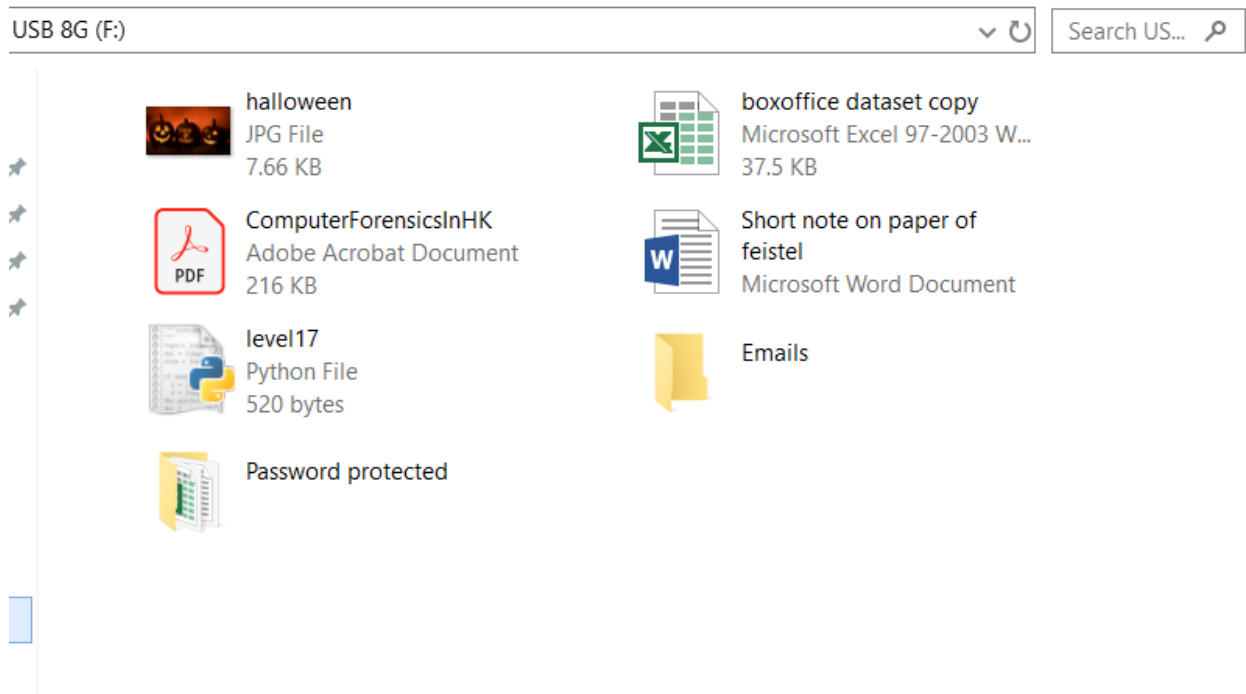 USB 8G (F:)
Search US...
halloween
JPG File
7.66 KB
boxoffice dataset copy
Microsoft Excel 97-2003 W...
37.5 KB
PDF
ComputerForensicsInHK
Adobe Acrobat Document
216 KB
W
Short note on paper of
feistel
Microsoft Word Document
level17
Python File
520 bytes
Emails
Password protected